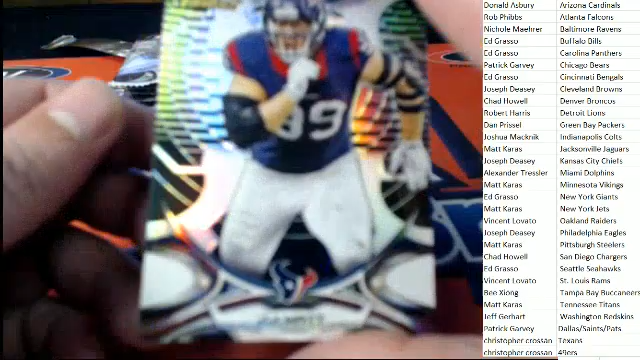 99
Donald Asbury Arizona Cardinals
Rob Phibbs Atlanta Falcons
Nichole Maehrer Baltimore Ravens
Ed Grasso Buffalo Bills
Ed Grasso Carolina Panthers
Patrick Garvey Chicago Bears
Ed Grasso Cincinnati Bengals
Joseph Deasey Cleveland Browns
Chad Howell Denver Broncos
Robert Harris Detroit Lions
Dan Prissel Green Bay Packers
Joshua Macknik Indianapolis Colts
Matt Karas Jacksonville Jaguars
Joseph Deasey Kansas City Chiefs
Alexander Tressler Miami Dolphins
Matt Karas Minnesota Vikings
Ed Grasso New York Giants
Matt Karas New York Jets
Vincent Lovato Oakland Raiders
Joseph Deasey Philadelphia Eagles
Matt Karas Pittsburgh Steelers
Chad Howell San Diego Chargers
Ed Grasso Seattle Seahawks
Vincent Lovato St. Louis Rams
Bee Xiong Tampa Bay Buccaneers
Matt Karas Tennessee Titans
Jeff Gerhart Washington Redskins
Patrick Garvey Dallas/Saints/Pats
christopher crossan Texans
christopher crossan 49ers